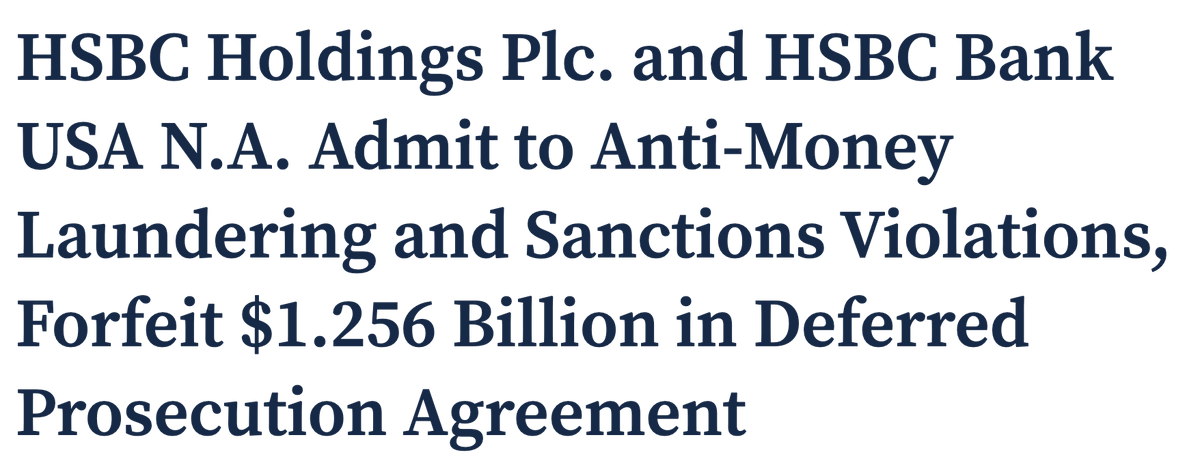 HSBC Holdings Plc. and HSBC Bank
USA N.A. Admit to Anti-Money
Laundering and Sanctions Violations,
Forfeit $1.256 Billion in Deferred
Prosecution Agreement